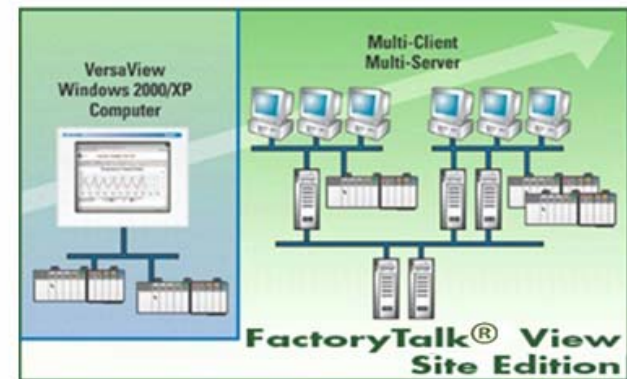 VersaView
Windows 2000/XP
Computer
Multi-Client
Multi-Server
FactoryTalk® View
Site Edition